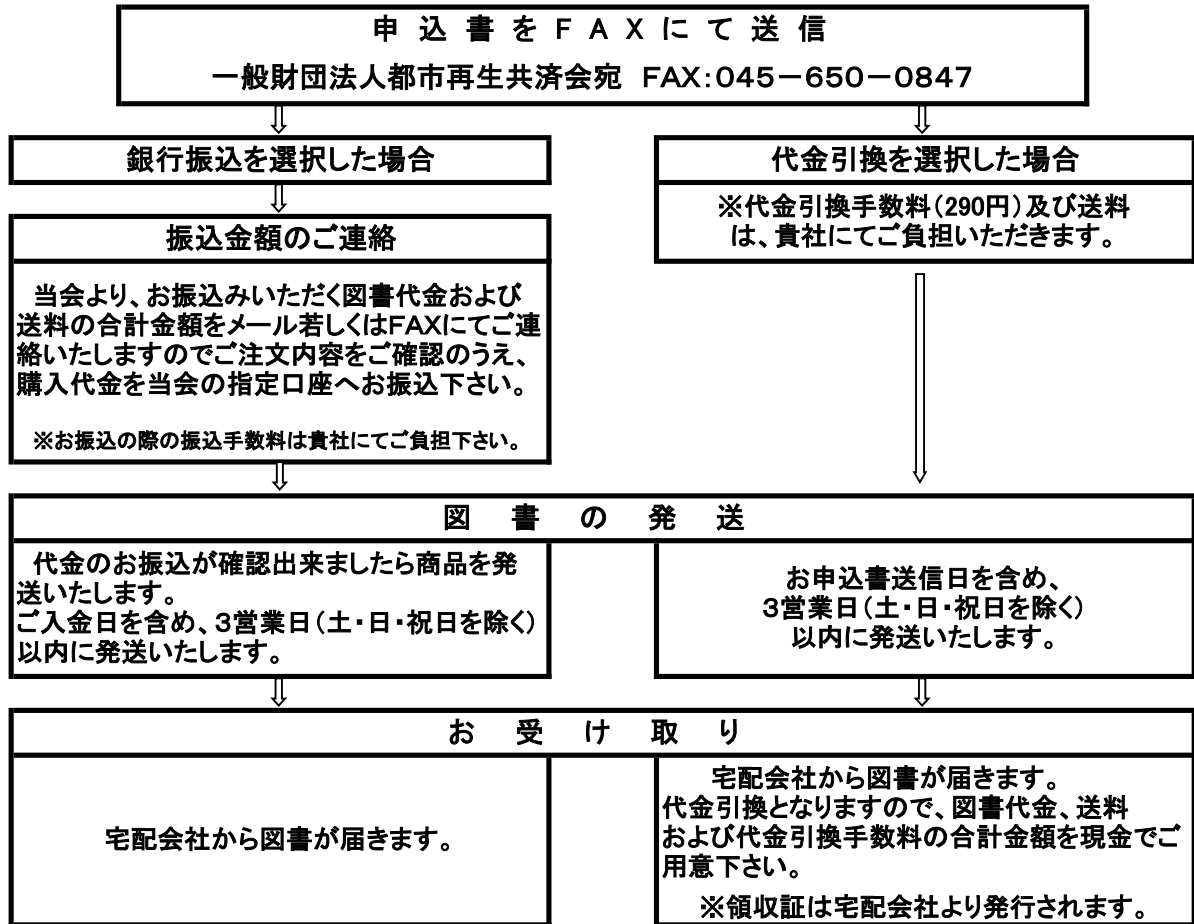 申込書をFAXにて送信
一般財団法人都市再生共済会宛 FAX:045－650－0847
銀行振込を選択した場合
振込金額のご連絡
当会より、お振込みいただく図書代金および
送料の合計金額をメール若しくはFAXにてご連
絡いたしますのでご注文内容をご確認のうえ、
購入代金を当会の指定口座へお振込下さい。
※お振込の際の振込手数料は貴社にてご負担下さい。
代金引換を選択した場合
※代金引換手数料(290円)及び送料
は、貴社にてご負担いただきます。
図書の発送
代金のお振込が確認出来ましたら商品を発
送いたします。
ご入金日を含め、3営業日(土・日・祝日を除く)
以内に発送いたします。
お申込書送信日を含め、
3営業日(土・日・祝日を除く)
以内に発送いたします。
お受け取り
宅配会社から図書が届きます。
宅配会社から図書が届きます。
代金引換となりますので、図書代金、送料
および代金引換手数料の合計金額を現金でご
用意下さい。
※領収証は宅配会社より発行されます。